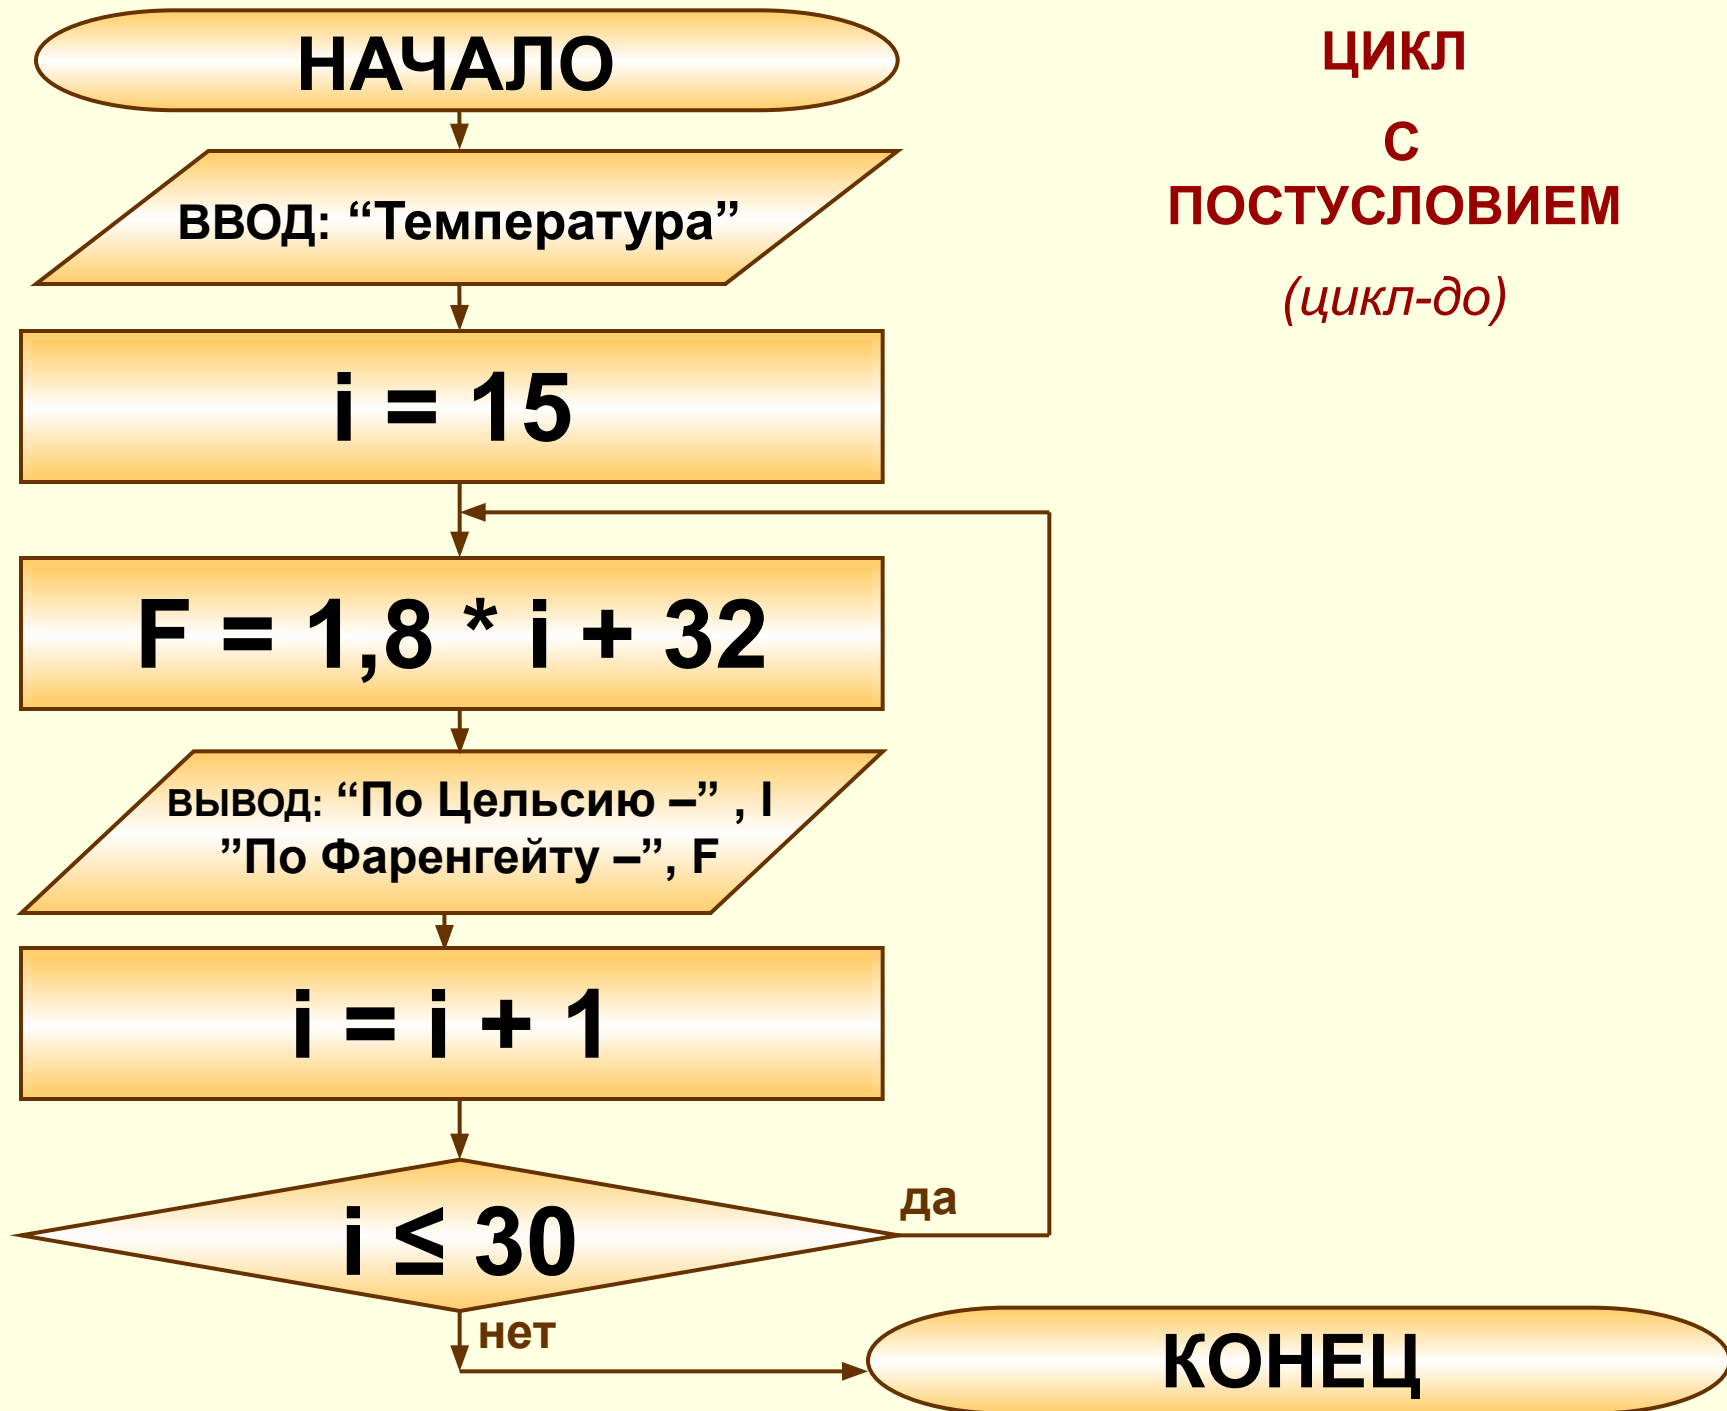 НАЧАЛО
ЦИКЛ
С
ПОСТУСЛОВИЕМ
(цикл-до)
ВВОД: “Температура”
i = 15
F = 1,8 * i + 32
ВЫВОД: “По Цельсию –” , I
”По Фаренгейту –”, F
i = i + 1
i ≤ 30
да
нет
КОНЕЦ